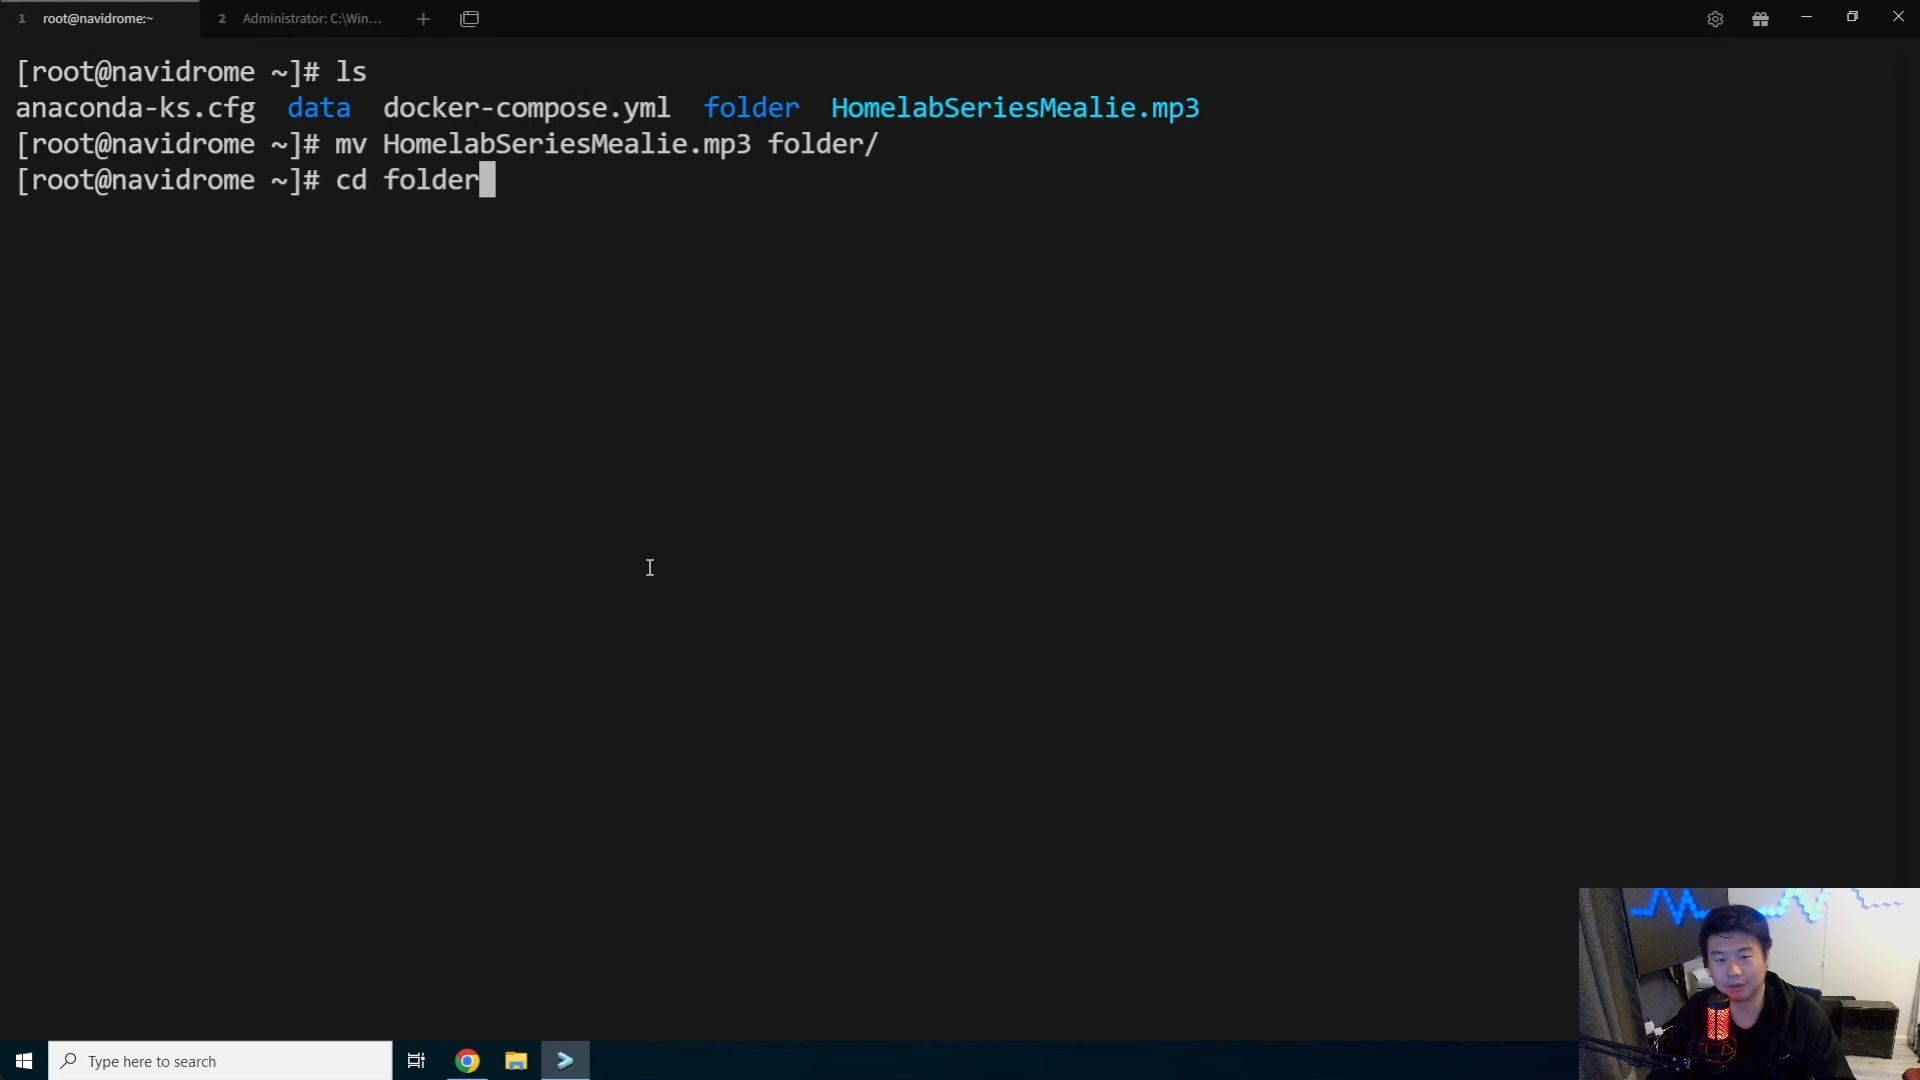 1 root@navidrome:~ 2 Administrator: C:\Win...
[root@navidrome ~]# ls
anaconda-ks.cfg data docker-compose.yml folder HomelabSeriesMealie.mp3
[root@navidrome ~]# mv HomelabSeriesMealie.mp3 folder/
[root@navidrome ~]# cd folder
Type here to search